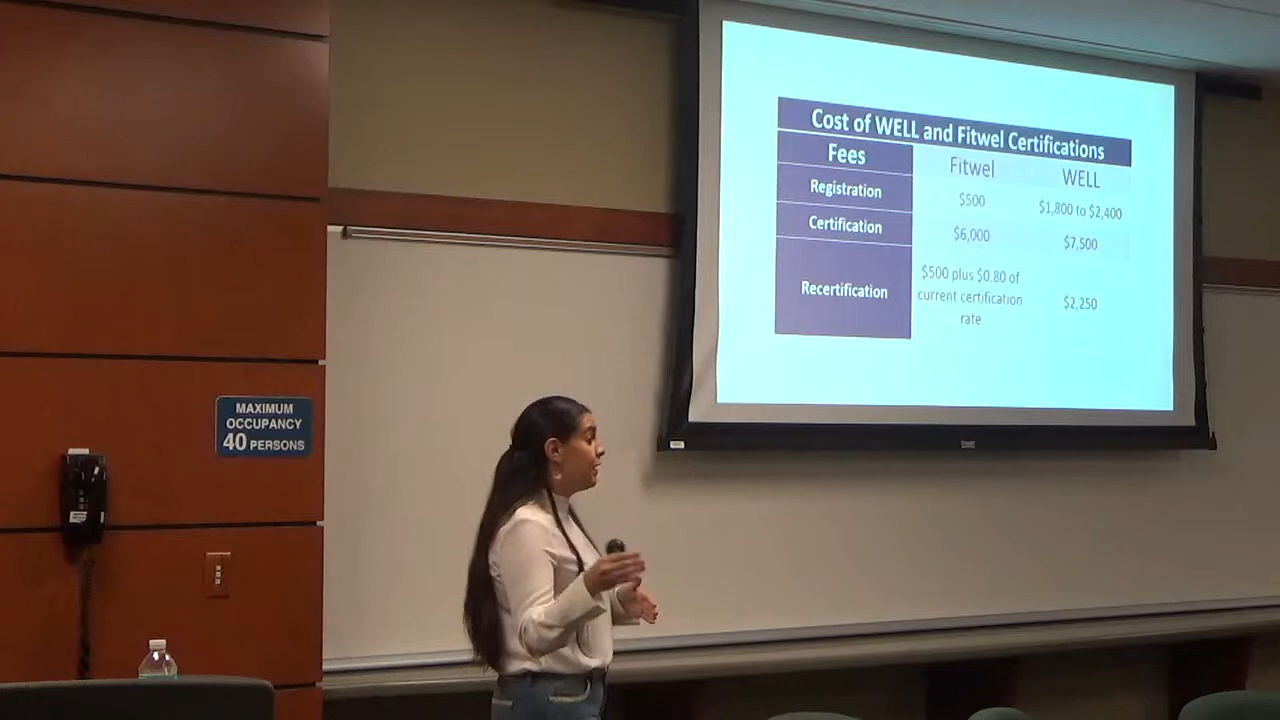 Cost of WELL and Fitwel Certifications
Fees Fitwel WELL
Registration $500 $1,800 to $2,400
Certification $6,000 $7,500
Recertification $500 plus $0.80 of current certification rate $2,250
MAXIMUM
OCCUPANCY
40 PERSONS